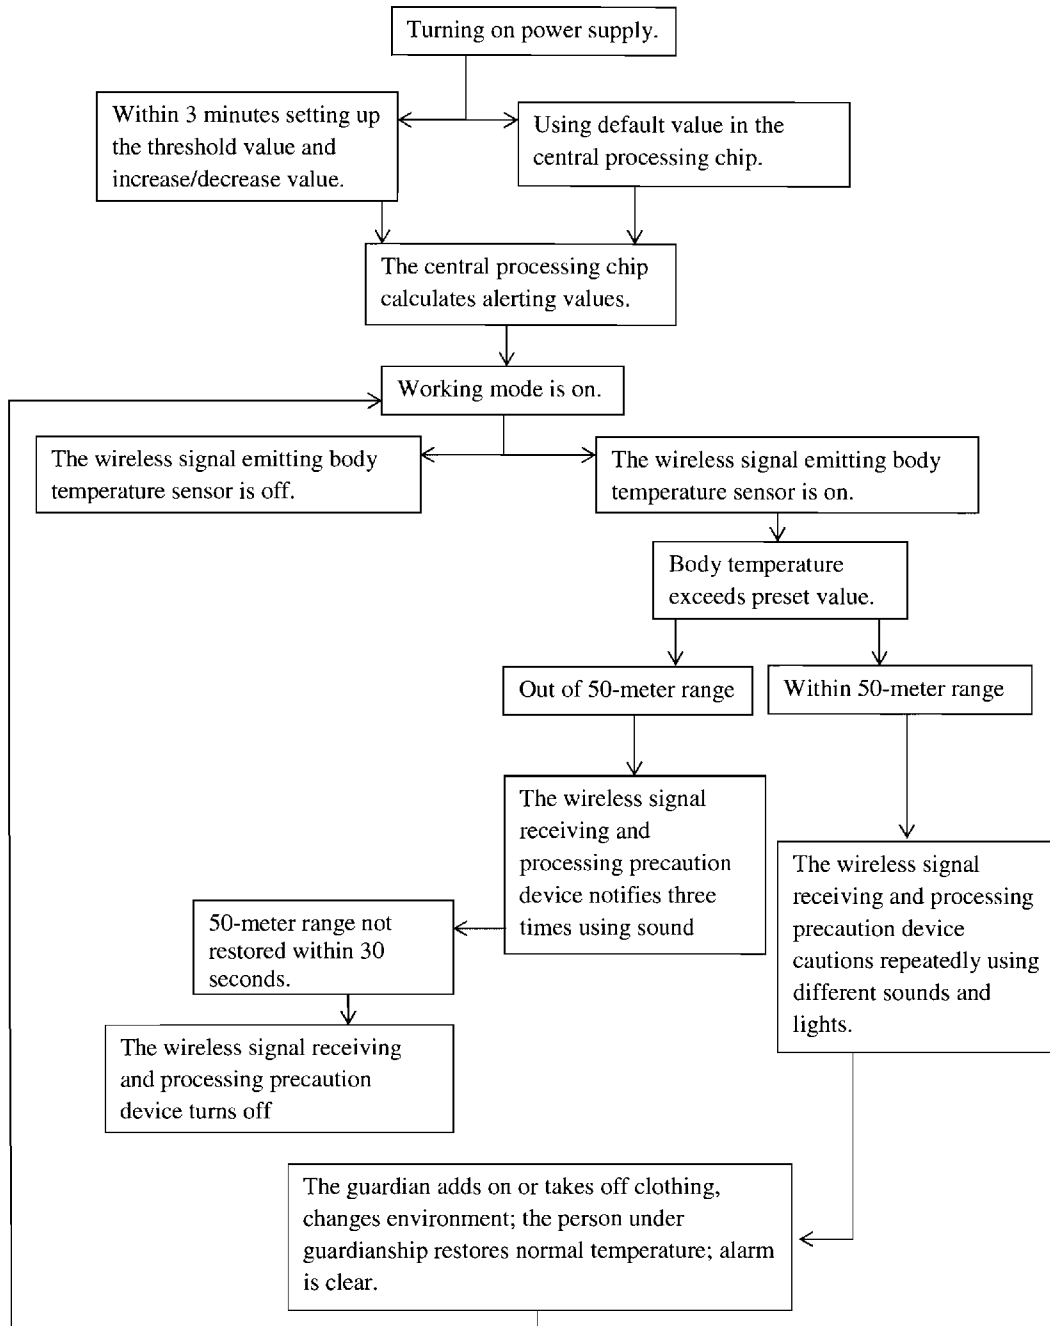 Turning on power supply.
Within 3 minutes setting up
the threshold value and
increase/decrease value.
Using default value in the
central processing chip.
The central processing chip
calculates alerting values.
Working mode is on.
The wireless signal emitting body
temperature sensor is off.
The wireless signal emitting body
temperature sensor is on.
Body temperature
exceeds preset value.
Out of 50-meter range
Within 50-meter range
The wireless signal
receiving and
processing precaution
device notifies three
times using sound
The wireless signal
receiving and processing
precaution device
cautions repeatedly using
different sounds and
lights.
50-meter range not
restored within 30
seconds.
The wireless signal receiving
and processing precaution
device turns off
The guardian adds on or takes off clothing,
changes environment; the person under
guardianship restores normal temperature; alarm
is clear.